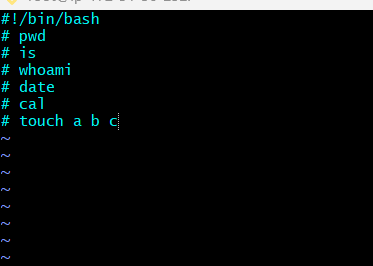 #!/bin/bash
# pwd
# is
# whoami
# date
# cal
# touch a b c
~
~
~
~
~
~
~
~